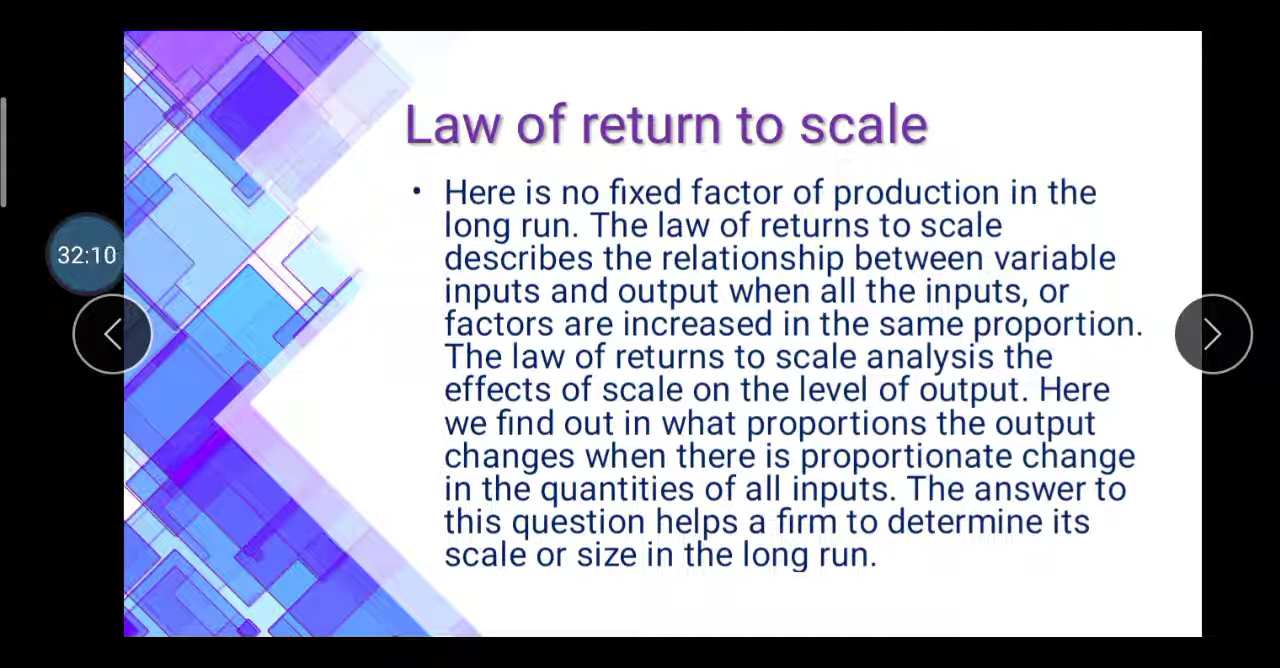 Law of return to scale
• Here is no fixed factor of production in the
long run. The law of returns to scale
describes the relationship between variable
inputs and output when all the inputs, or
factors are increased in the same proportion.
The law of returns to scale analysis the
effects of scale on the level of output. Here
we find out in what proportions the output
changes when there is proportionate change
in the quantities of all inputs. The answer to
this question helps a firm to determine its
scale or size in the long run.
32:10